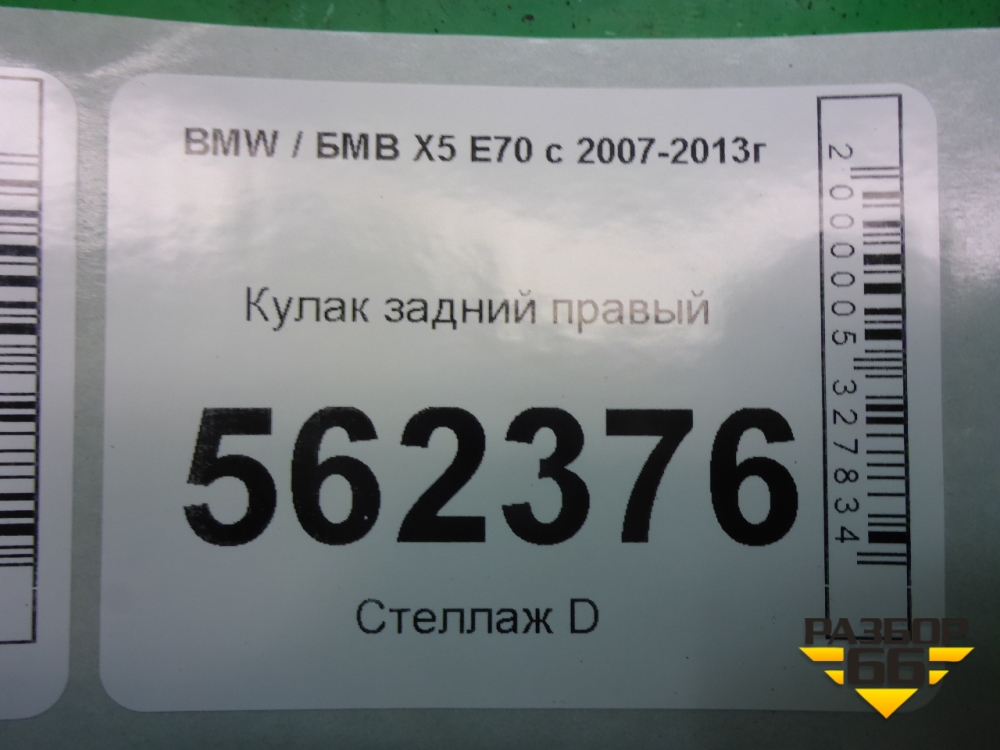 BMW / БМВ X5 E70 с 2007-2013г
Кулак задний правый
562376
Стеллаж D
2000005327834
РАЗБОР
66